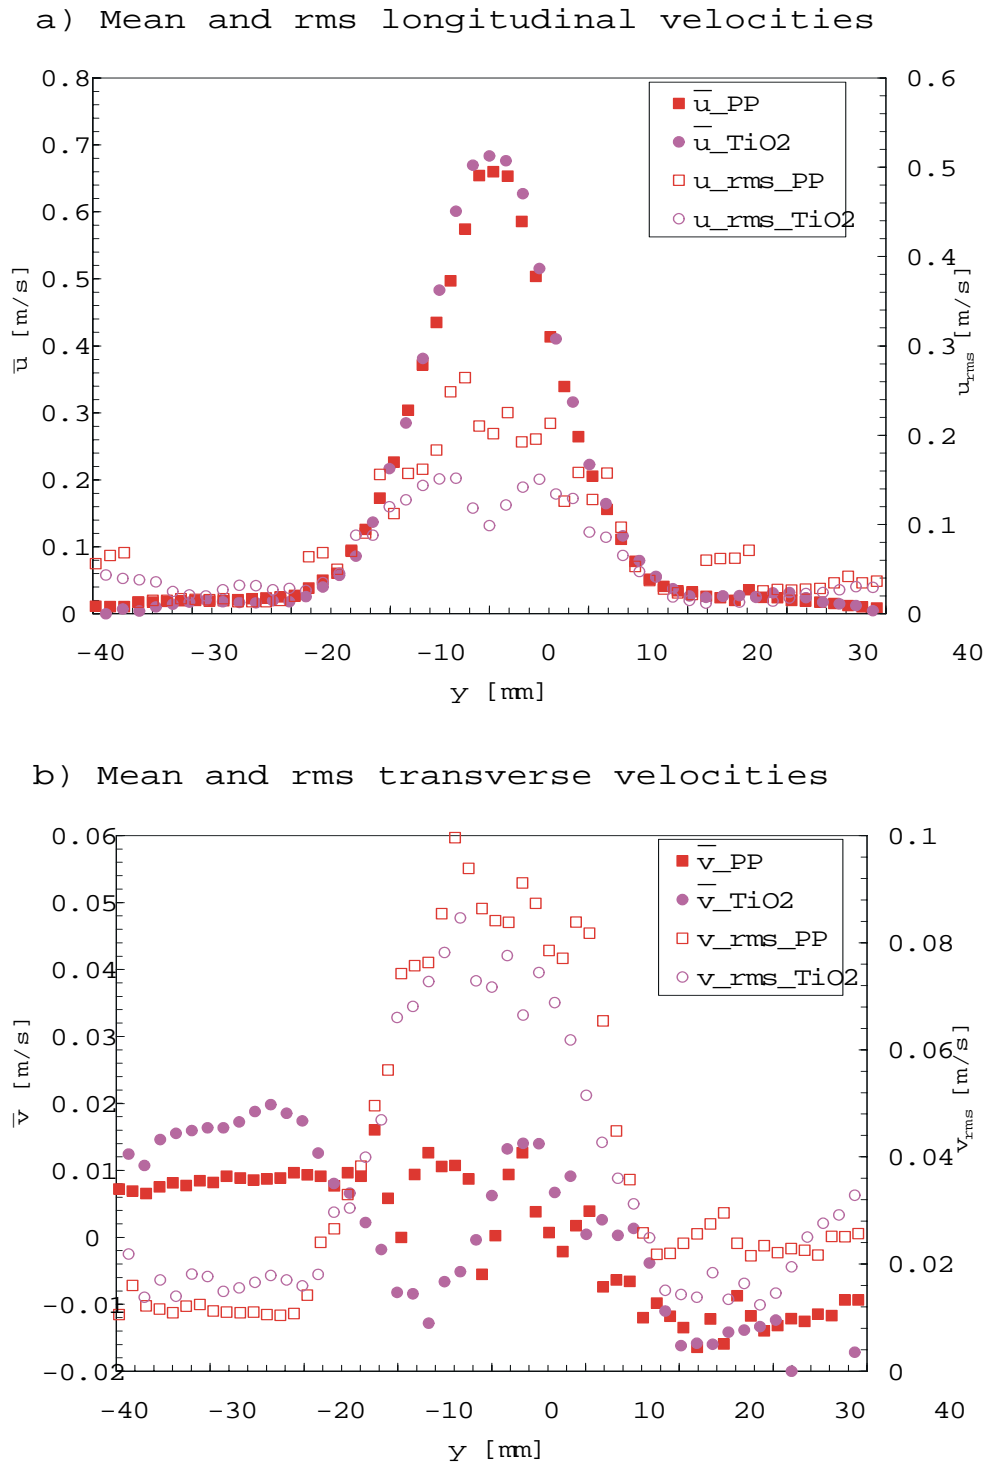 a) Mean and rms longitudinal velocities
0.8
0.7
0.6
0.5
0.4
0.3
0.2
0.1
0
u̅ [m/s]
0.6
0.5
0.4
0.3
0.2
0.1
0
u_rms [m/s]
u̅_PP
u̅_TiO2
u_rms_PP
u_rms_TiO2
-40 -30 -20 -10 0 10 20 30 40
y [mm]
b) Mean and rms transverse velocities
0.06
0.05
0.04
0.03
0.02
0.01
0
-0.01
-0.02
v̅ [m/s]
0.1
0.08
0.06
0.04
0.02
0
v_rms [m/s]
v̅_PP
v̅_TiO2
v_rms_PP
v_rms_TiO2
-40 -30 -20 -10 0 10 20 30 40
y [mm]